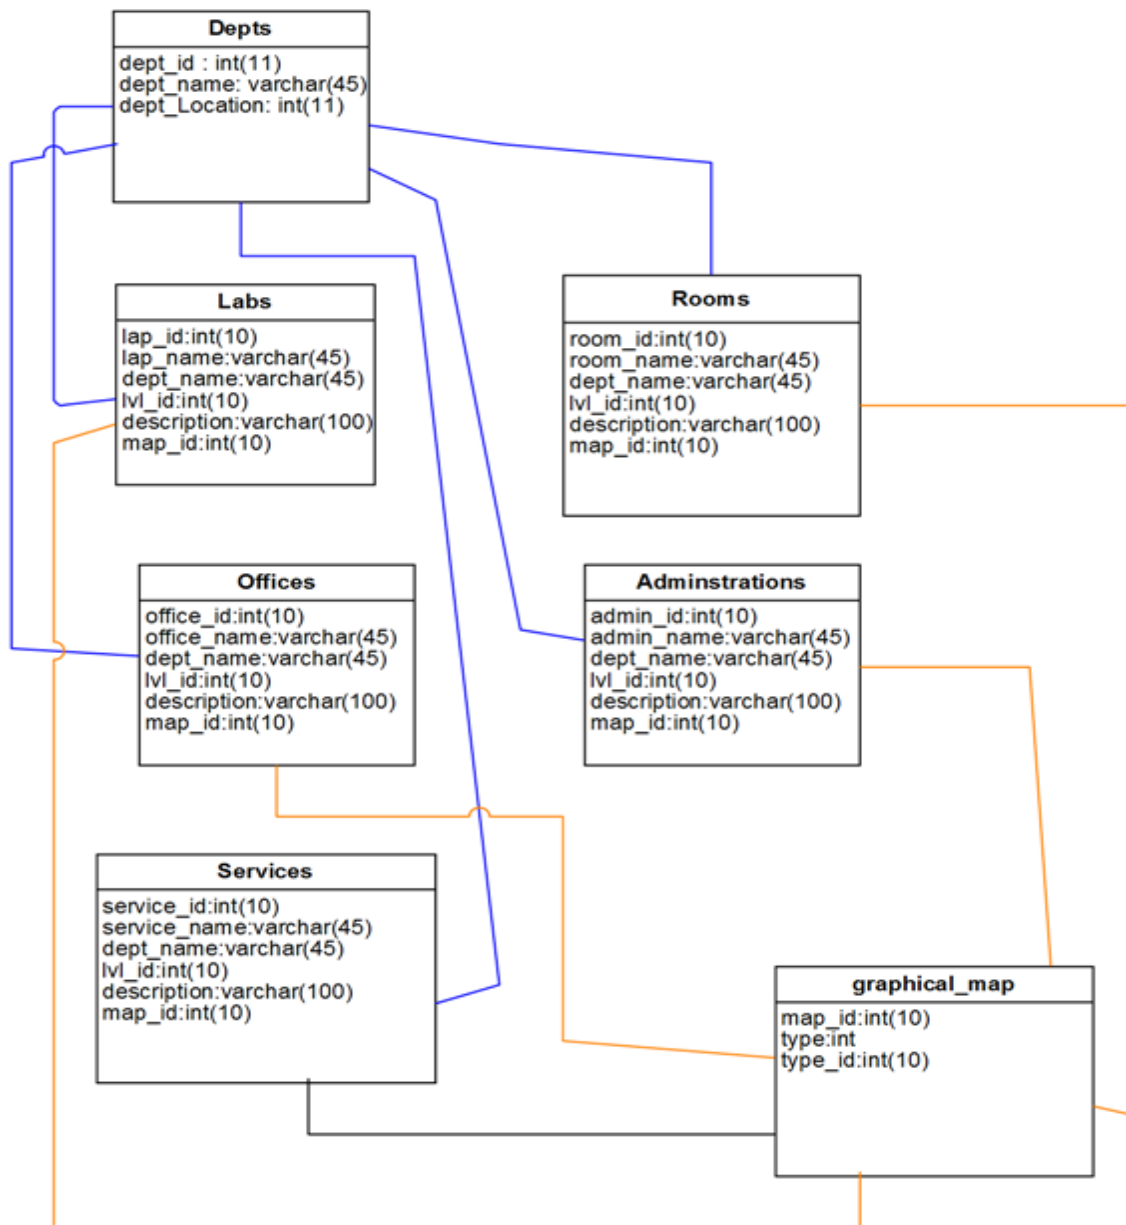 Depts
dept_id : int(11)
dept_name: varchar(45)
dept_Location: int(11)
Labs
lap_id:int(10)
lap_name:varchar(45)
dept_name:varchar(45)
lvl_id:int(10)
description:varchar(100)
map_id:int(10)
Rooms
room_id:int(10)
room_name:varchar(45)
dept_name:varchar(45)
lvl_id:int(10)
description:varchar(100)
map_id:int(10)
Offices
office_id:int(10)
office_name:varchar(45)
dept_name:varchar(45)
lvl_id:int(10)
description:varchar(100)
map_id:int(10)
Adminstrations
admin_id:int(10)
admin_name:varchar(45)
dept_name:varchar(45)
lvl_id:int(10)
description:varchar(100)
map_id:int(10)
Services
service_id:int(10)
service_name:varchar(45)
dept_name:varchar(45)
lvl_id:int(10)
description:varchar(100)
map_id:int(10)
graphical_map
map_id:int(10)
type:int
type_id:int(10)